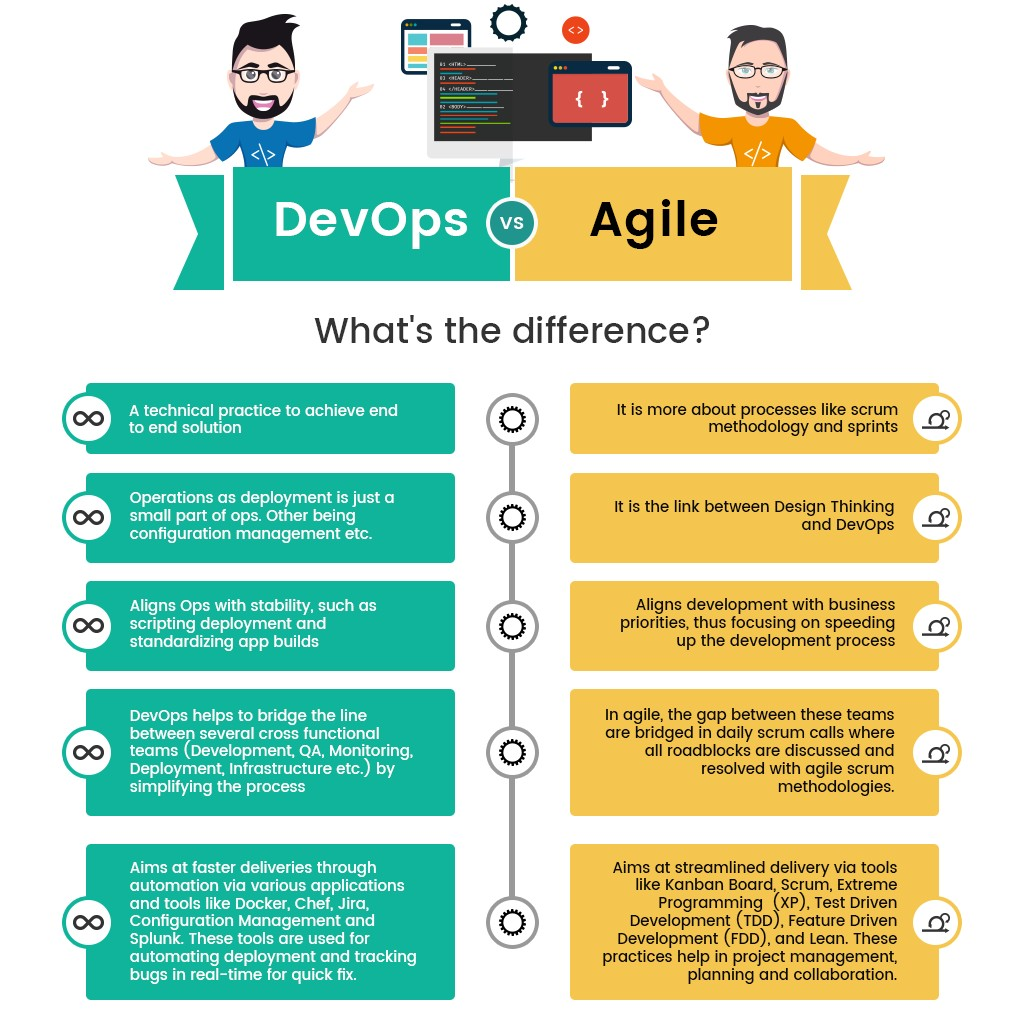 01 <HTML>
03 <HEADER>
04 </HEADER>
02 <BODY>
< >
{ }
</>
</>
DevOps
VS
Agile
What's the difference?
A technical practice to achieve end
to end solution
It is more about processes like scrum
methodology and sprints
Operations as deployment is just a
small part of ops. Other being
configuration management etc.
It is the link between Design Thinking
and DevOps
Aligns Ops with stability, such as
scripting deployment and
standardizing app builds
Aligns development with business
priorities, thus focusing on speeding
up the development process
DevOps helps to bridge the line
between several cross functional
teams (Development, QA, Monitoring,
Deployment, Infrastructure etc.) by
simplifying the process
In agile, the gap between these teams
are bridged in daily scrum calls where
all roadblocks are discussed and
resolved with agile scrum
methodologies.
Aims at faster deliveries through
automation via various applications
and tools like Docker, Chef, Jira,
Configuration Management and
Splunk. These tools are used for
automating deployment and tracking
bugs in real-time for quick fix.
Aims at streamlined delivery via tools
like Kanban Board, Scrum, Extreme
Programming (XP), Test Driven
Development (TDD), Feature Driven
Development (FDD), and Lean. These
practices help in project management,
planning and collaboration.